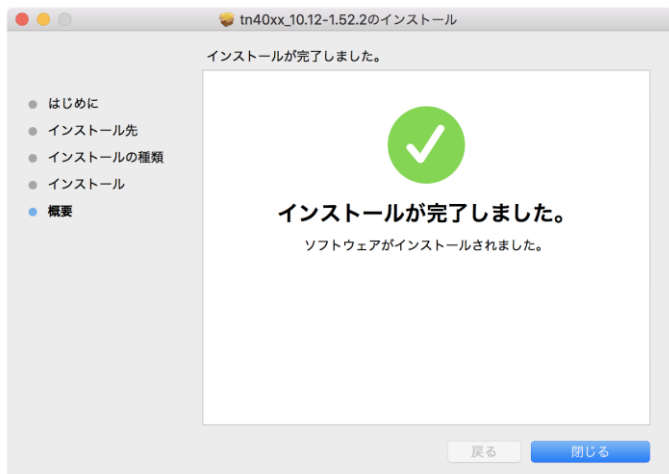 tn40xx_10.12-1.52.2のインストール
インストールが完了しました。
はじめに
インストール先
インストールの種類
インストール
概要
インストールが完了しました。
ソフトウェアがインストールされました。
戻る
閉じる